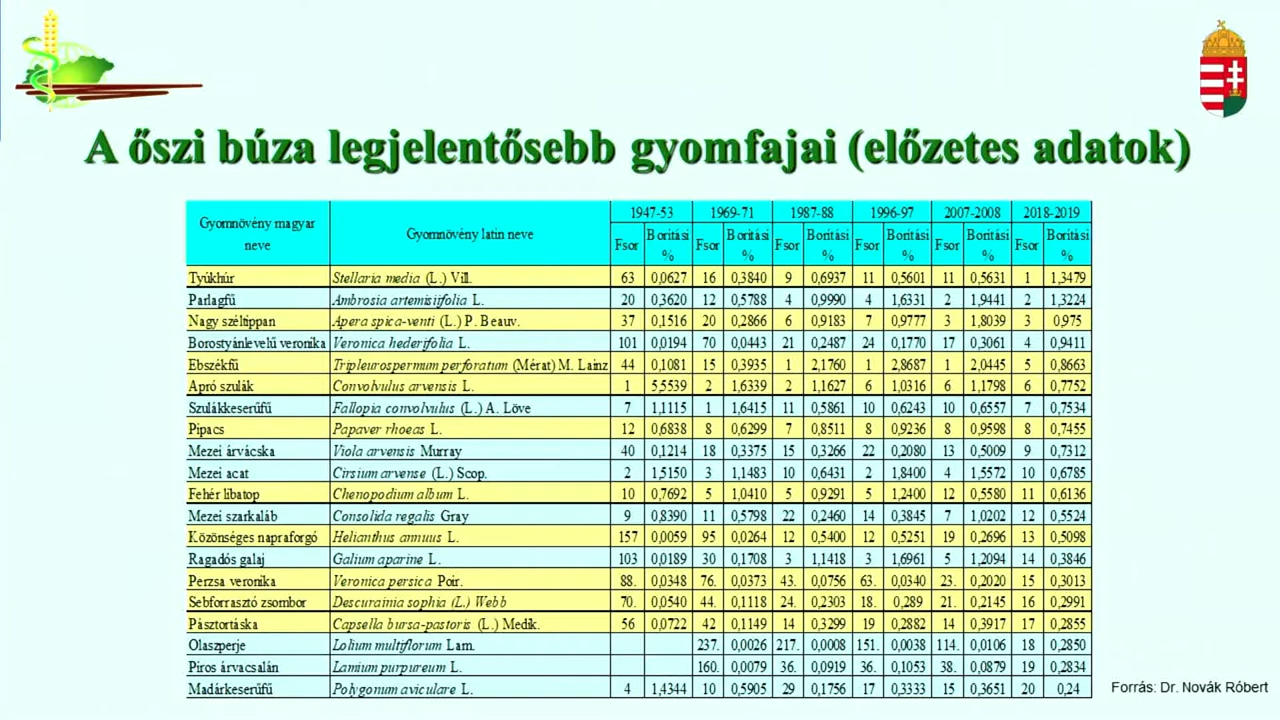 A őszi búza legjelentősebb gyomfajai (előzetes adatok)
Gyomnövény magyar neve Gyomnövény latin neve 1947-53 1969-71 1987-88 1996-97 2007-2008 2018-2019
Fsor Borítási % Fsor Borítási % Fsor Borítási % Fsor Borítási % Fsor Borítási % Fsor Borítási %
Tyúkhúr Stellaria media (L.) Vill. 63 0,0627 16 0,3840 9 0,6937 11 0,5601 11 0,5631 1 1,3479
Parlagfű Ambrosia artemisiifolia L. 20 0,3620 12 0,5788 4 0,9990 4 1,6331 2 1,9441 2 1,3224
Nagy széltippan Apera spica-venti (L.) P. Beauv. 37 0,1516 20 0,2866 6 0,9183 7 0,9777 3 1,8039 3 0,975
Borostyánlevelű veronika Veronica hederifolia L. 101 0,0194 70 0,0443 21 0,2487 24 0,1770 17 0,3061 4 0,9411
Ebszékfű Tripleurospermum perforatum (Mérat) M. Lainz 44 0,1081 15 0,3935 1 2,1760 1 2,8687 1 2,0445 5 0,8663
Apró szulák Convolvulus arvensis L. 1 5,5539 2 1,6339 2 1,1627 6 1,0316 6 1,1798 6 0,7752
Szulákkeserűfű Fallopia convolvulus (L.) A. Löve 7 1,1115 1 1,6415 11 0,5861 10 0,6243 10 0,6557 7 0,7534
Pipacs Papaver rhoeas L. 12 0,6838 8 0,6299 7 0,8511 8 0,9236 8 0,9598 8 0,7455
Mezei árvácska Viola arvensis Murray 40 0,1214 18 0,3375 15 0,3266 22 0,2080 13 0,5009 9 0,7312
Mezei acat Cirsium arvense (L.) Scop. 2 1,5150 3 1,1483 10 0,6431 2 1,8400 4 1,5572 10 0,6785
Fehér libatop Chenopodium album L. 10 0,7692 5 1,0410 5 0,9291 5 1,2400 12 0,5580 11 0,6136
Mezei szarkaláb Consolida regalis Gray 9 0,8390 11 0,5798 22 0,2460 14 0,3845 7 1,0202 12 0,5524
Közönséges napraforgó Helianthus annuus L. 157 0,0059 95 0,0264 12 0,5400 12 0,5251 19 0,2696 13 0,5098
Ragadós galaj Galium aparine L. 103 0,0189 30 0,1708 3 1,1418 3 1,6961 5 1,2094 14 0,3846
Perzsa veronika Veronica persica Poir. 88. 0,0348 76. 0,0373 43. 0,0756 63. 0,0340 23. 0,2020 15 0,3013
Sebforrasztó zsombor Descurainia sophia (L.) Webb 70. 0,0540 44. 0,1118 24. 0,2303 18. 0,289 21. 0,2145 16 0,2991
Pásztortáska Capsella bursa-pastoris (L.) Medik. 56 0,0722 42 0,1149 14 0,3299 19 0,2882 14 0,3917 17 0,2855
Olaszperje Lolium multiflorum Lam. 237. 0,0026 217. 0,0008 151. 0,0038 114. 0,0106 18 0,2850
Piros árvacsalán Lamium purpureum L. 160. 0,0079 36. 0,0919 36. 0,1053 38. 0,0879 19 0,2834
Madárkeserűfű Polygonum aviculare L. 4 1,4344 10 0,5905 29 0,1756 17 0,3333 15 0,3651 20 0,24
Forrás: Dr. Novák Róbert